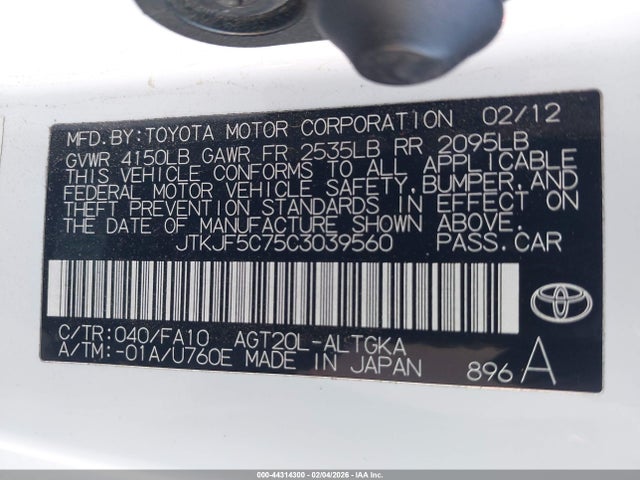 MFD.BY:TOYOTA MOTOR CORPORATION 02/12
GVWR 4150LB GAWR FR 2535LB RR 2095LB
THIS VEHICLE CONFORMS TO ALL APPLICABLE
FEDERAL MOTOR VEHICLE SAFETY,BUMPER,AND
THEFT PREVENTION STANDARDS IN EFFECT ON
THE DATE OF MANUFACTURE SHOWN ABOVE.
JTKJF5C75C3039560 PASS.CAR
C/TR:040/FA10 AGT20L-ALTGKA
A/TM:-01A/U760E MADE IN JAPAN 896 A
000-44314300 - 02/04/2026 - IAA Inc.